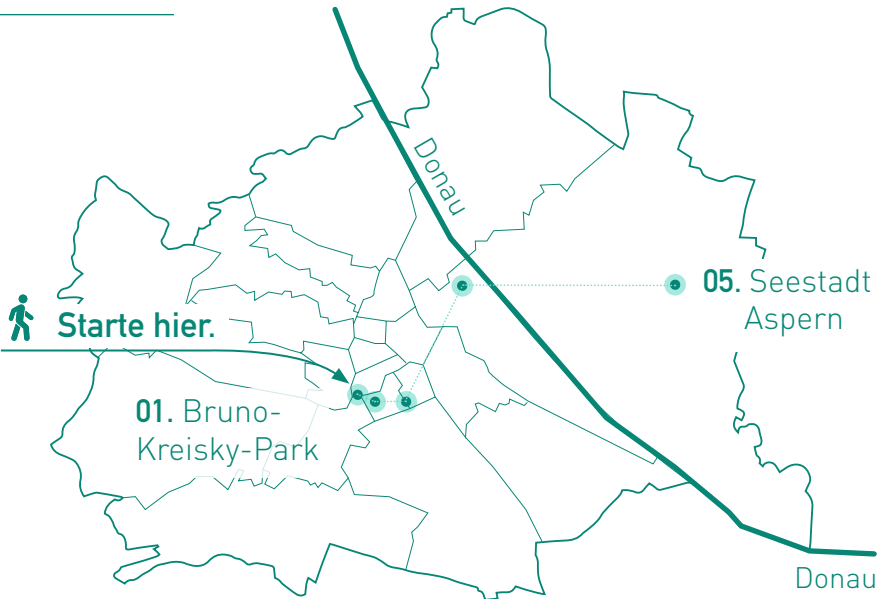 Donau
05. Seestadt
Aspern
Starte hier.
01. Bruno-
Kreisky-Park
Donau